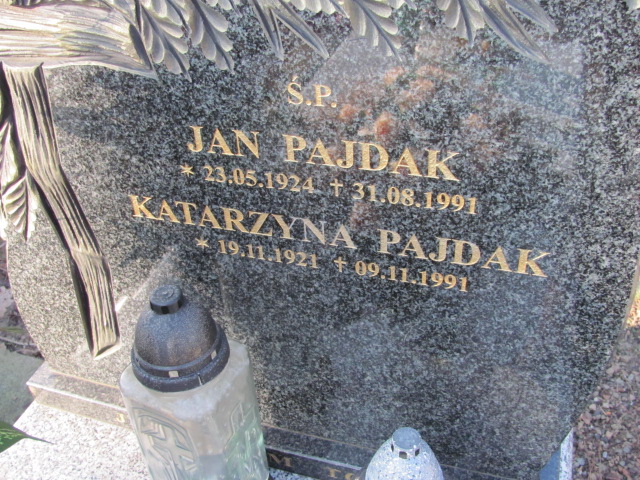 Ś.P.
JAN PAJDAK
* 23.05.1924 † 31.08.1991
KATARZYNA PAJDAK
* 19.11.1921 † 09.11.1991